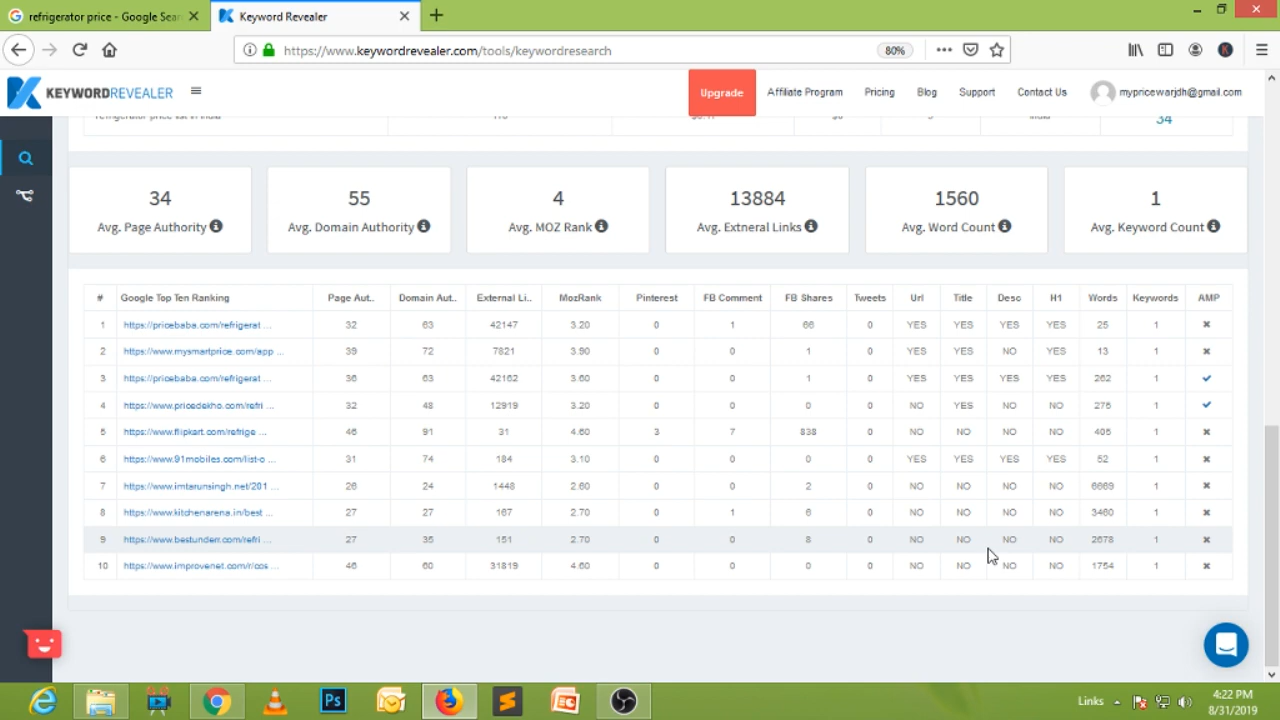 refrigerator price - Google Sear
Keyword Revealer
https://www.keywordrevealer.com/tools/keywordresearch
80%
KEYWORDREVEALER
Upgrade
Affiliate Program
Pricing
Blog
Support
Contact Us
mypricewarjdh@gmail.com
34
34
55
4
13884
1560
1
Avg. Page Authority
Avg. Domain Authority
Avg. MOZ Rank
Avg. Extneral Links
Avg. Word Count
Avg. Keyword Count
# Google Top Ten Ranking Page Aut.. Domain Aut.. External Li.. MozRank Pinterest FB Comment FB Shares Tweets Url Title Desc H1 Words Keywords AMP
1 https://pricebaba.com/refrigerat ... 32 63 42147 3.20 0 1 66 0 YES YES YES YES 25 1
2 https://www.mysmartprice.com/app ... 39 72 7821 3.90 0 0 1 0 YES YES NO YES 13 1
3 https://pricebaba.com/refrigerat ... 36 63 42162 3.60 0 0 1 0 YES YES YES YES 262 1
4 https://www.pricedekho.com/refri ... 32 48 12919 3.20 0 0 0 0 NO YES NO NO 275 1
5 https://www.flipkart.com/refrige ... 46 91 31 4.60 3 7 838 0 NO NO NO NO 405 1
6 https://www.91mobiles.com/list-o ... 31 74 184 3.10 0 0 0 0 YES YES YES YES 52 1
7 https://www.imtarunsingh.net/201 ... 26 24 1448 2.60 0 0 2 0 NO NO NO NO 6669 1
8 https://www.kitchenarena.in/best ... 27 27 167 2.70 0 1 6 0 NO NO NO NO 3460 1
9 https://www.bestunderr.com/refri ... 27 35 151 2.70 0 0 8 0 NO NO NO NO 2678 1
10 https://www.improvenet.com/r/cos ... 46 60 31819 4.60 0 0 0 0 NO NO NO NO 1754 1
Links
4:22 PM
8/31/2019